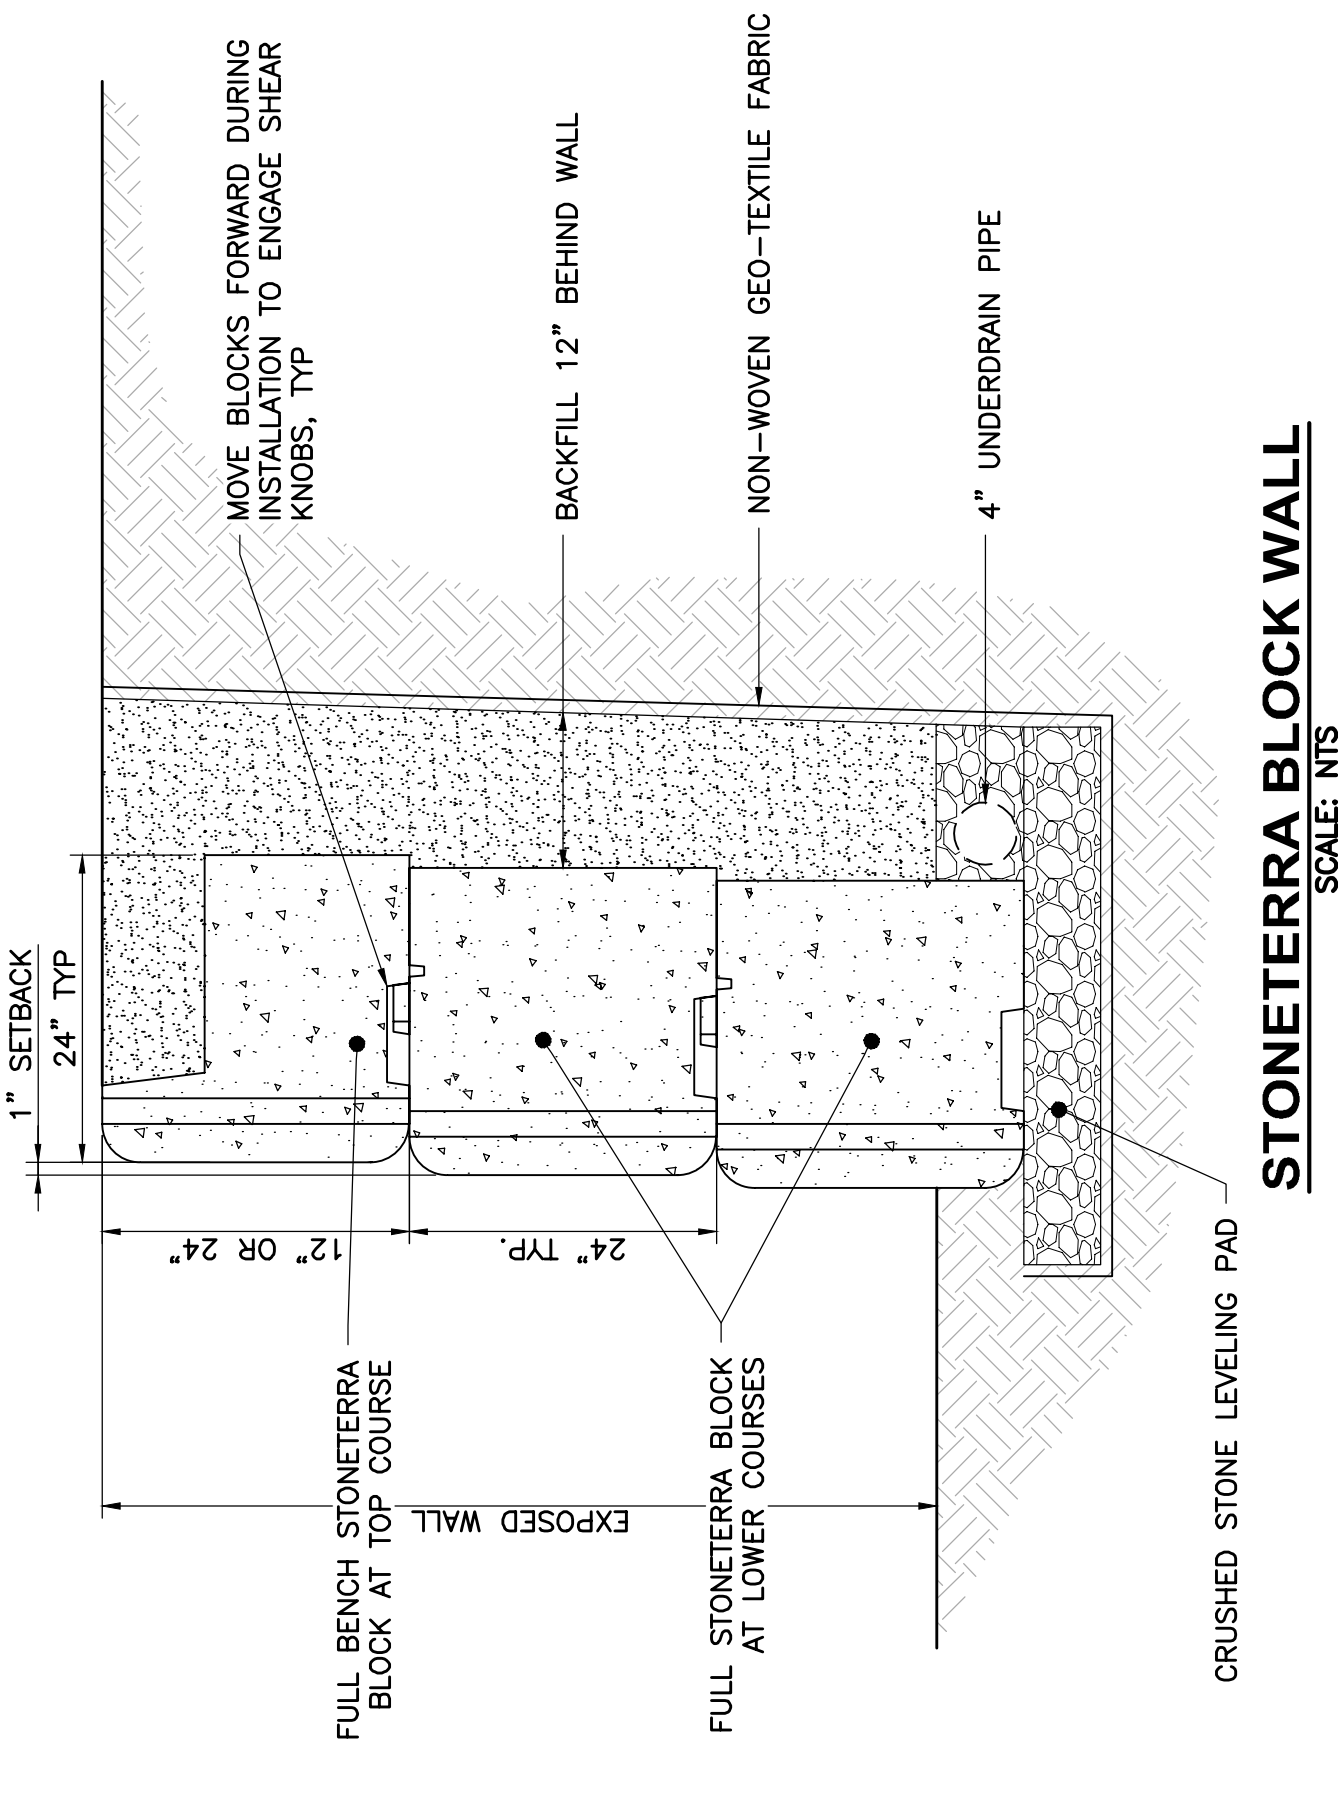 1" SETBACK
24" TYP
MOVE BLOCKS FORWARD DURING
INSTALLATION TO ENGAGE SHEAR
KNOBS, TYP
BACKFILL 12" BEHIND WALL
NON-WOVEN GEO-TEXTILE FABRIC
4" UNDERDRAIN PIPE
12" OR 24"
24" TYP.
EXPOSED WALL
FULL BENCH STONETERRA
BLOCK AT TOP COURSE
FULL STONETERRA BLOCK
AT LOWER COURSES
CRUSHED STONE LEVELING PAD
STONETERRA BLOCK WALL
SCALE: NTS